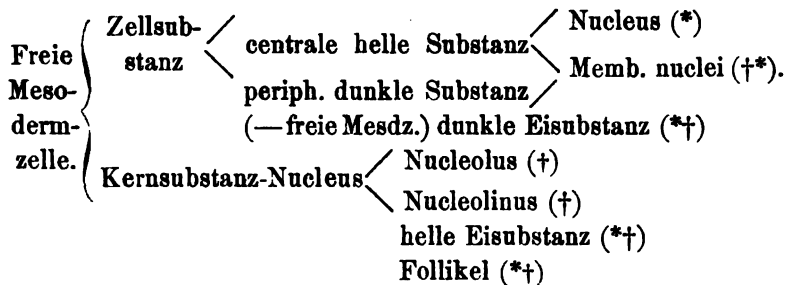 Zellsub-
stanz
Freie
Meso-
derm-
zelle.
centrale helle Substanz
Nucleus (*)
Memb. nuclei (†*).
periph. dunkle Substanz
(—freie Mesdz.) dunkle Eisubstanz (*†)
Kernsubstanz-Nucleus
Nucleolus (†)
Nucleolinus (†)
helle Eisubstanz (*†)
Follikel (*†)